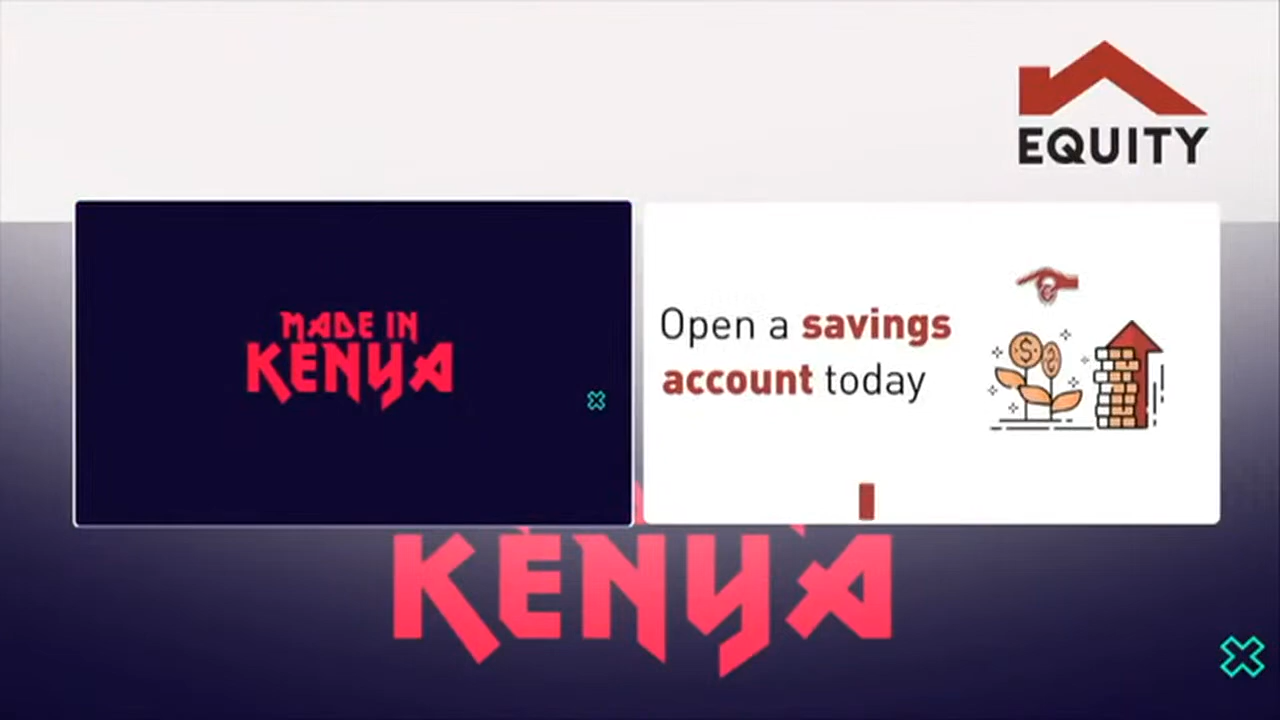 EQUITY
MADE IN
KENYA
Open a savings
account today
KENYA